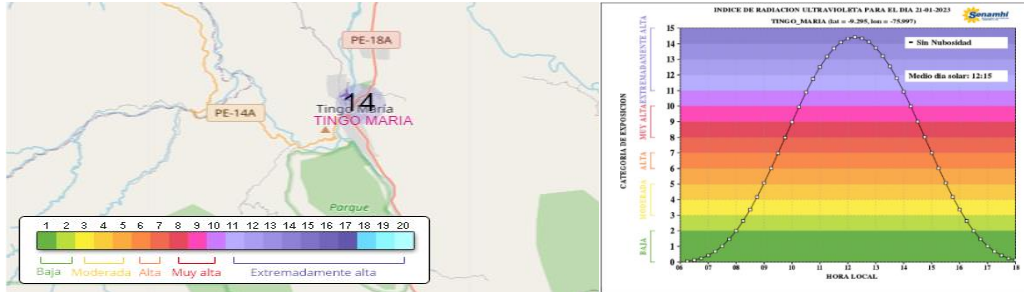 PE-18A
14
Tingo María
TINGO MARIA
PE-14A
Parque
1 2 3 4 5 6 7 8 9 10 11 12 13 14 15 16 17 18 19 20
Baja Moderada Alta Muy alta Extremadamente alta
INDICE DE RADIACION ULTRAVIOLETA PARA EL DIA 21-01-2023
TINGO_MARIA (lat = -9.295, lon = -75.997)
Senamhi
CATEGORIA DE EXPOSICION
BAJA
MODERADA
ALTA
MUY ALTA
EXTREMADAMENTE ALTA
15
14
13
12
11
10
9
8
7
6
5
4
3
2
1
0
Sin Nubosidad
Medio dia solar: 12:15
06 07 08 09 10 11 12 13 14 15 16 17 18
HORA LOCAL